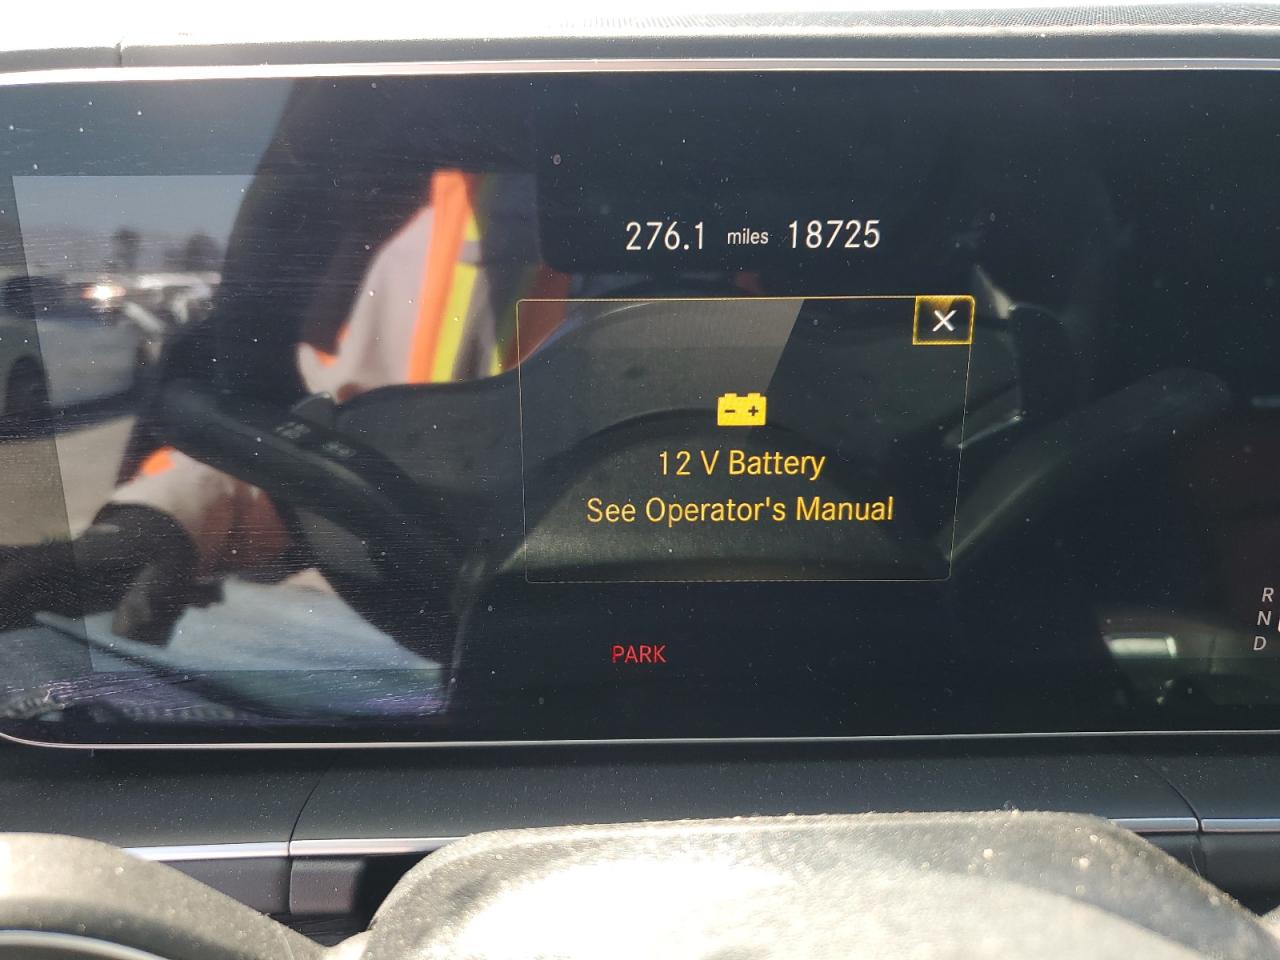 276.1 miles 18725
X
12 V Battery
See Operator's Manual
PARK
R
N
D